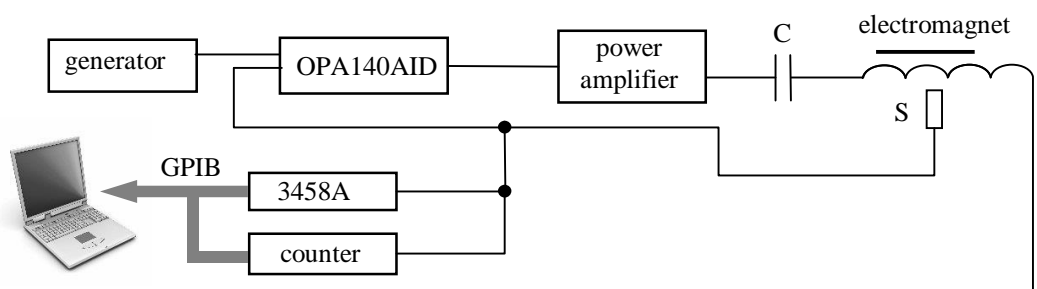 electromagnet
C
power
amplifier
generator
OPA140AID
S
GPIB
3458A
counter